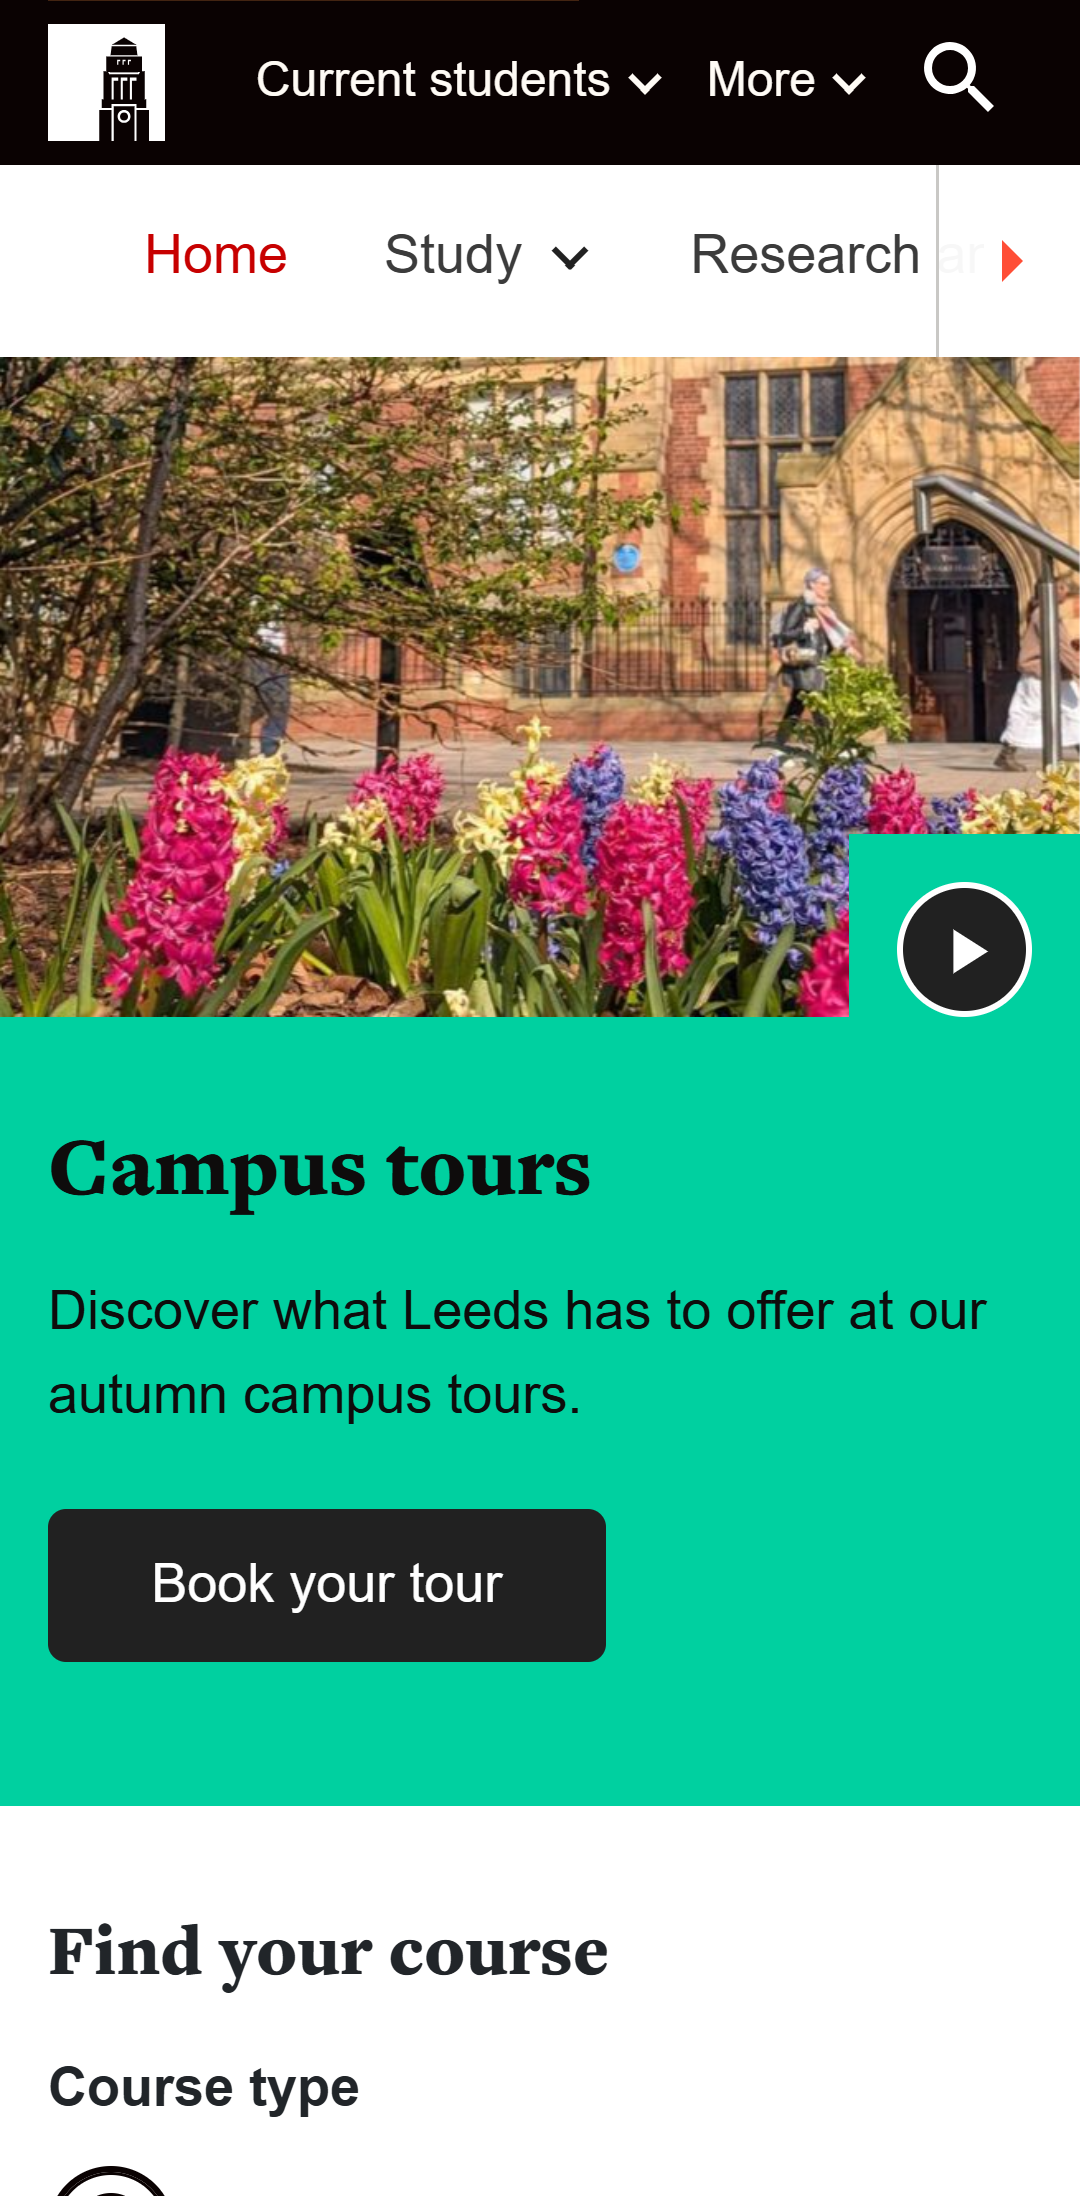 Current students More
Home Study Research ar
Campus tours
Discover what Leeds has to offer at our
autumn campus tours.
Book your tour
Find your course
Course type